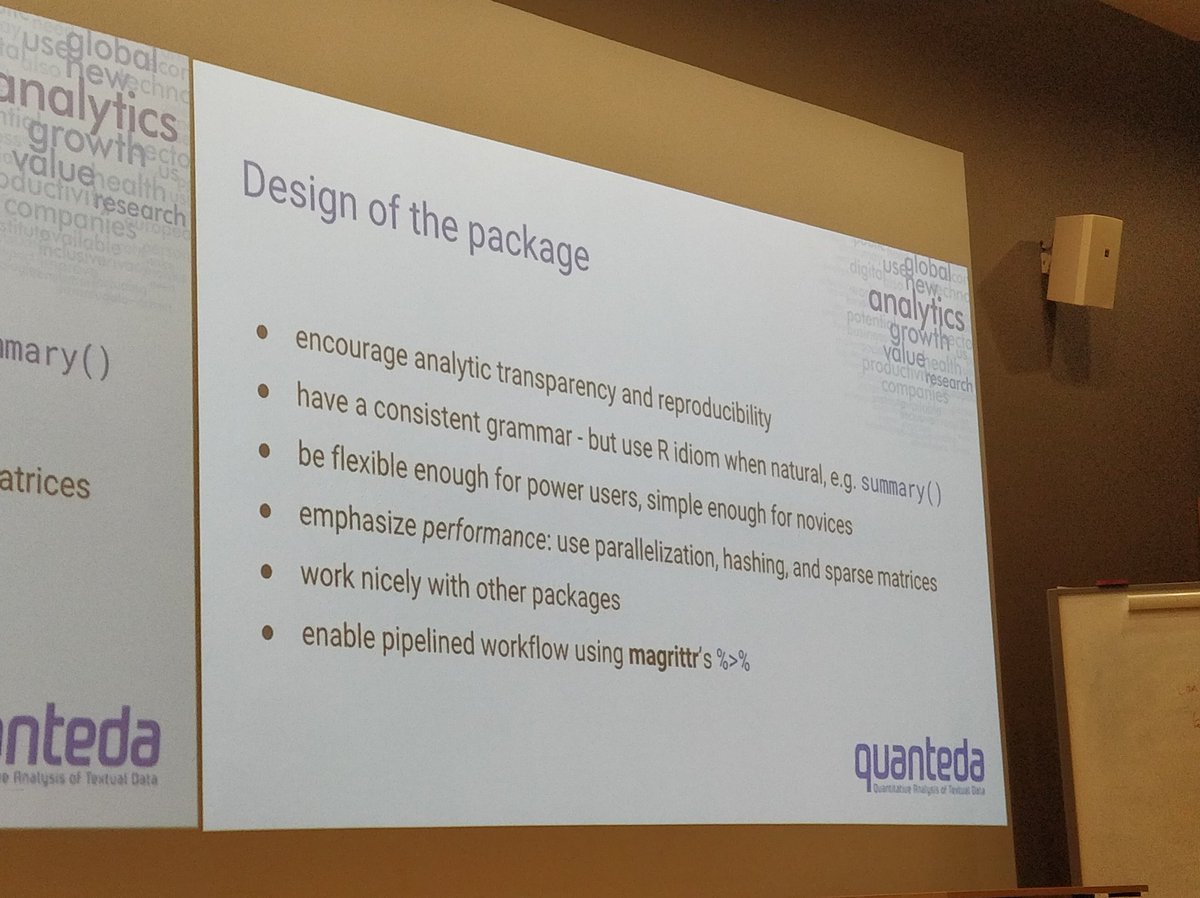 use global
new
analytics
growth
value health
research
companies
mmary()
atrices
anteda
e Analysis of Textual Data
Design of the package
digital use global
new
analytics
growth
value health
research
companies
● encourage analytic transparency and reproducibility
● have a consistent grammar - but use R idiom when natural, e.g. summary()
● be flexible enough for power users, simple enough for novices
● emphasize performance: use parallelization, hashing, and sparse matrices
● work nicely with other packages
● enable pipelined workflow using magrittr's %>%
quanteda
Quantitative Analysis of Textual Data